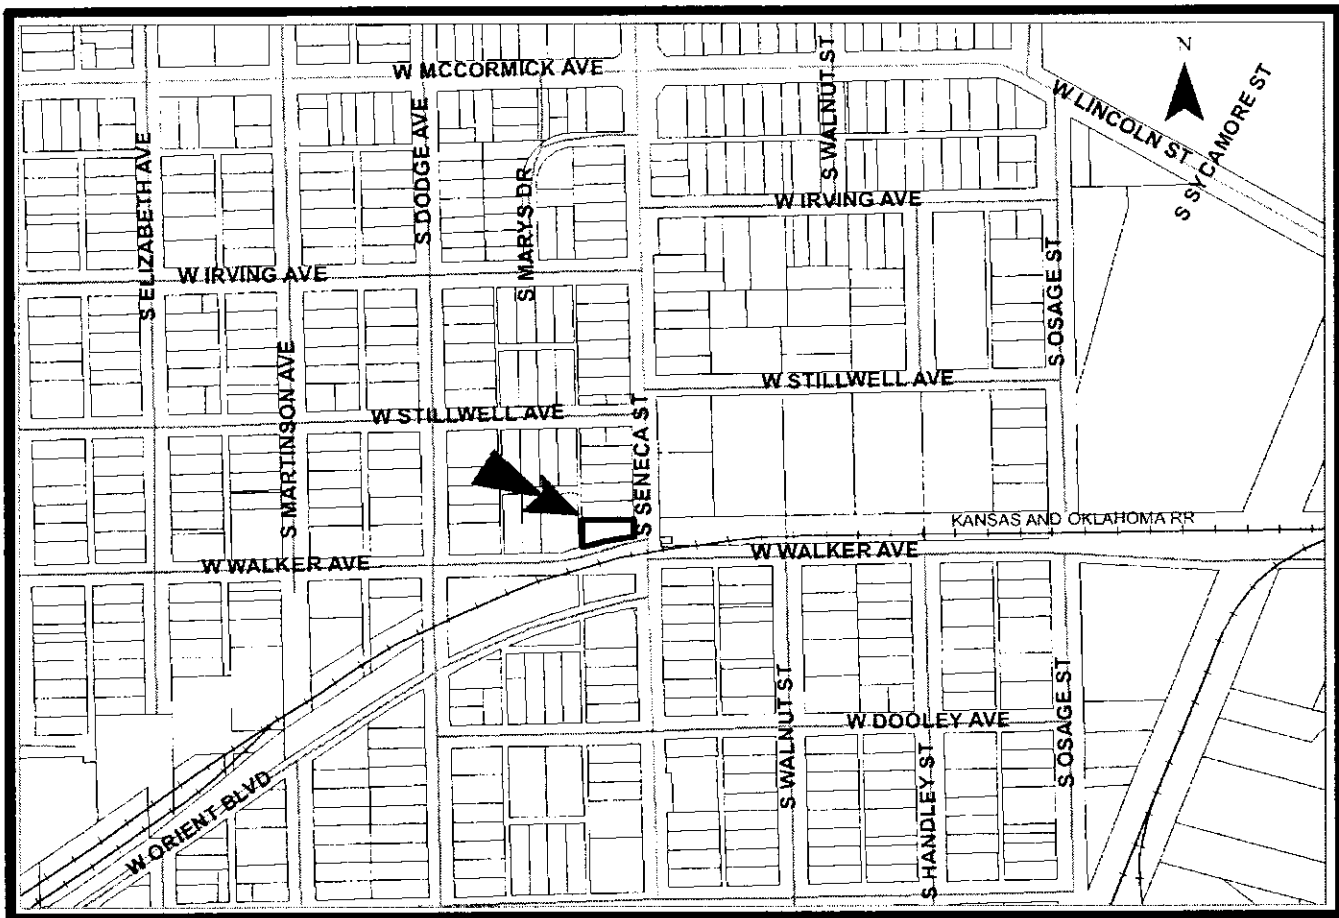 W MCCORMICK AVE
N
W LINCOLN ST
S SYCAMORE ST
S WALNUT ST
S DODGE AVE
S ELIZABETH AVE
S MARYS DR
W IRVING AVE
S OSAGE ST
W IRVING AVE
S MARTINSON AVE
W STILLWELL AVE
W STILLWELL AVE
S SENECA ST
KANSAS AND OKLAHOMA RR
W WALKER AVE
W WALKER AVE
S WALNUT ST
S OSAGE ST
W DOOLEY AVE
S HANDLEY ST
W ORIENT BLVD